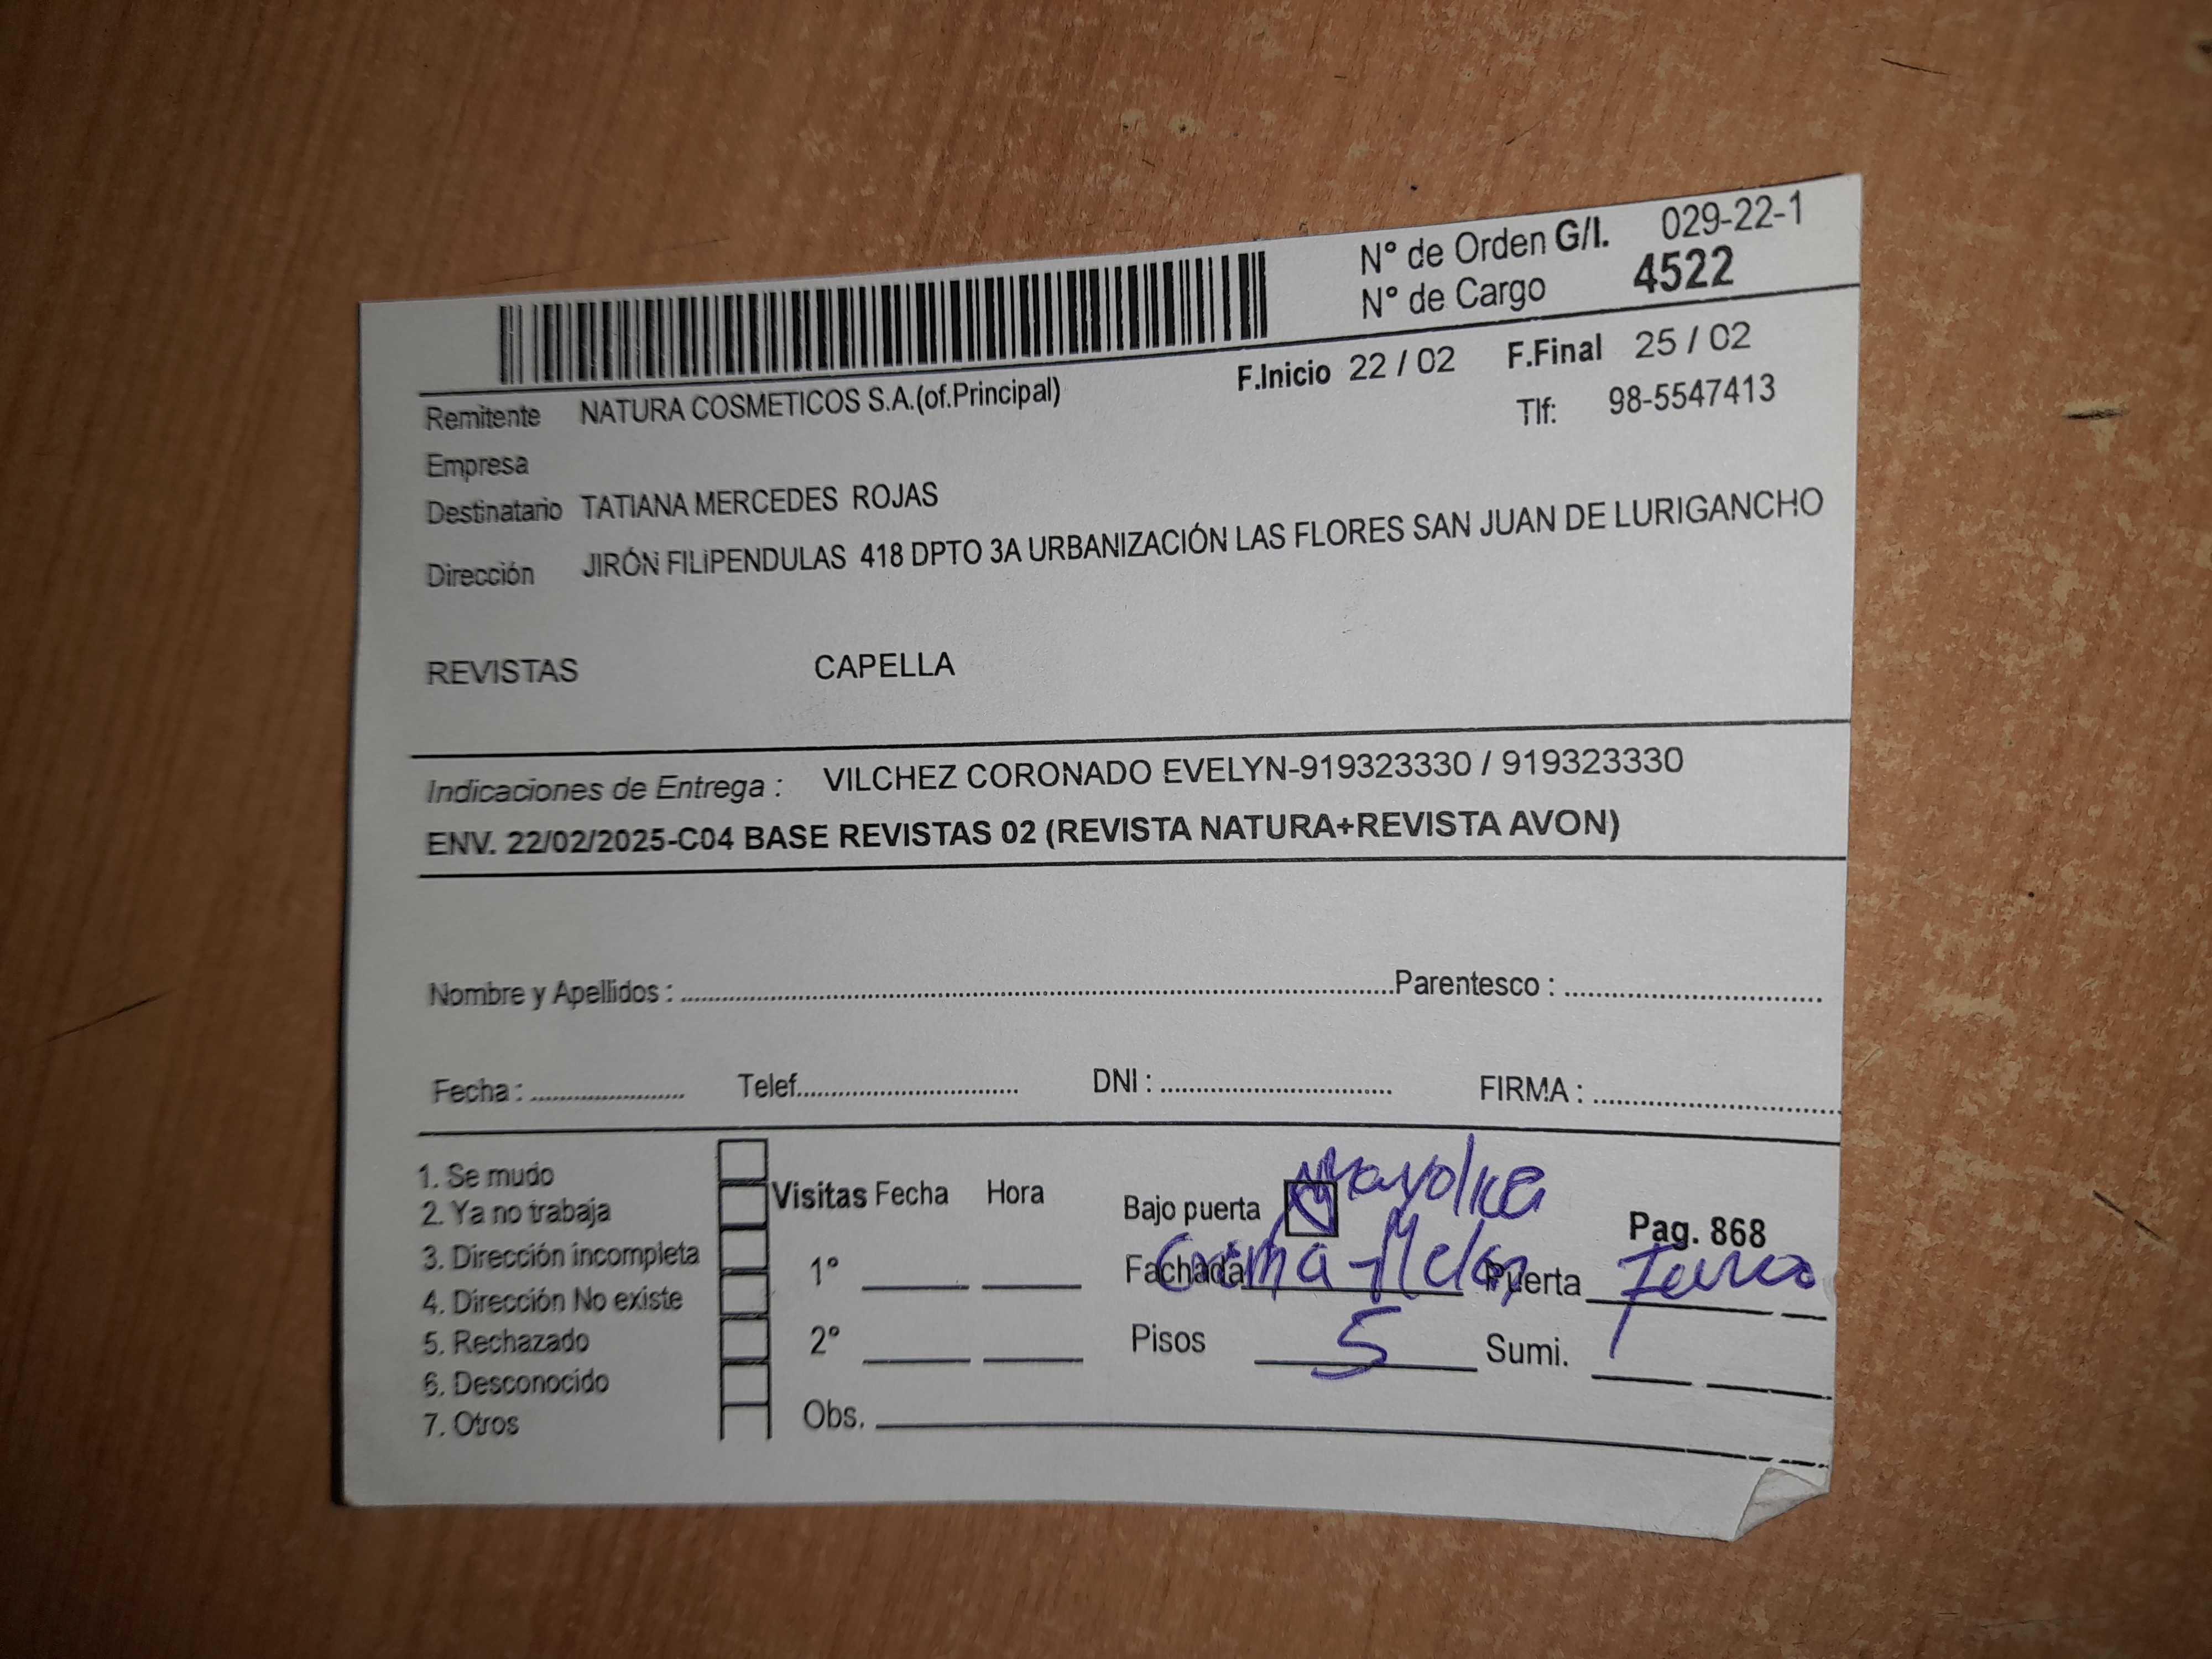 N° de Orden G/I. 029-22-1
N° de Cargo 4522
F.Inicio 22 / 02 F.Final 25 / 02
Remitente NATURA COSMETICOS S.A.(of.Principal)
Tlf: 98-5547413
Empresa
Destinatario TATIANA MERCEDES ROJAS
Dirección JIRÓN FILIPENDULAS 418 DPTO 3A URBANIZACIÓN LAS FLORES SAN JUAN DE LURIGANCHO
REVISTAS CAPELLA
Indicaciones de Entrega : VILCHEZ CORONADO EVELYN-919323330 / 919323330
ENV. 22/02/2025-C04 BASE REVISTAS 02 (REVISTA NATURA+REVISTA AVON)
Nombre y Apellidos : Parentesco :
Fecha : Telef. DNI : FIRMA :
1. Se mudo
2. Ya no trabaja
3. Dirección incompleta
4. Dirección No existe
5. Rechazado
6. Desconocido
7. Otros
Visitas Fecha Hora
1°
2°
Obs.
Bajo puerta mayolica
Pag. 868
Fachada Crema-Melon Puerta Fierro
Pisos 5 Sumi.